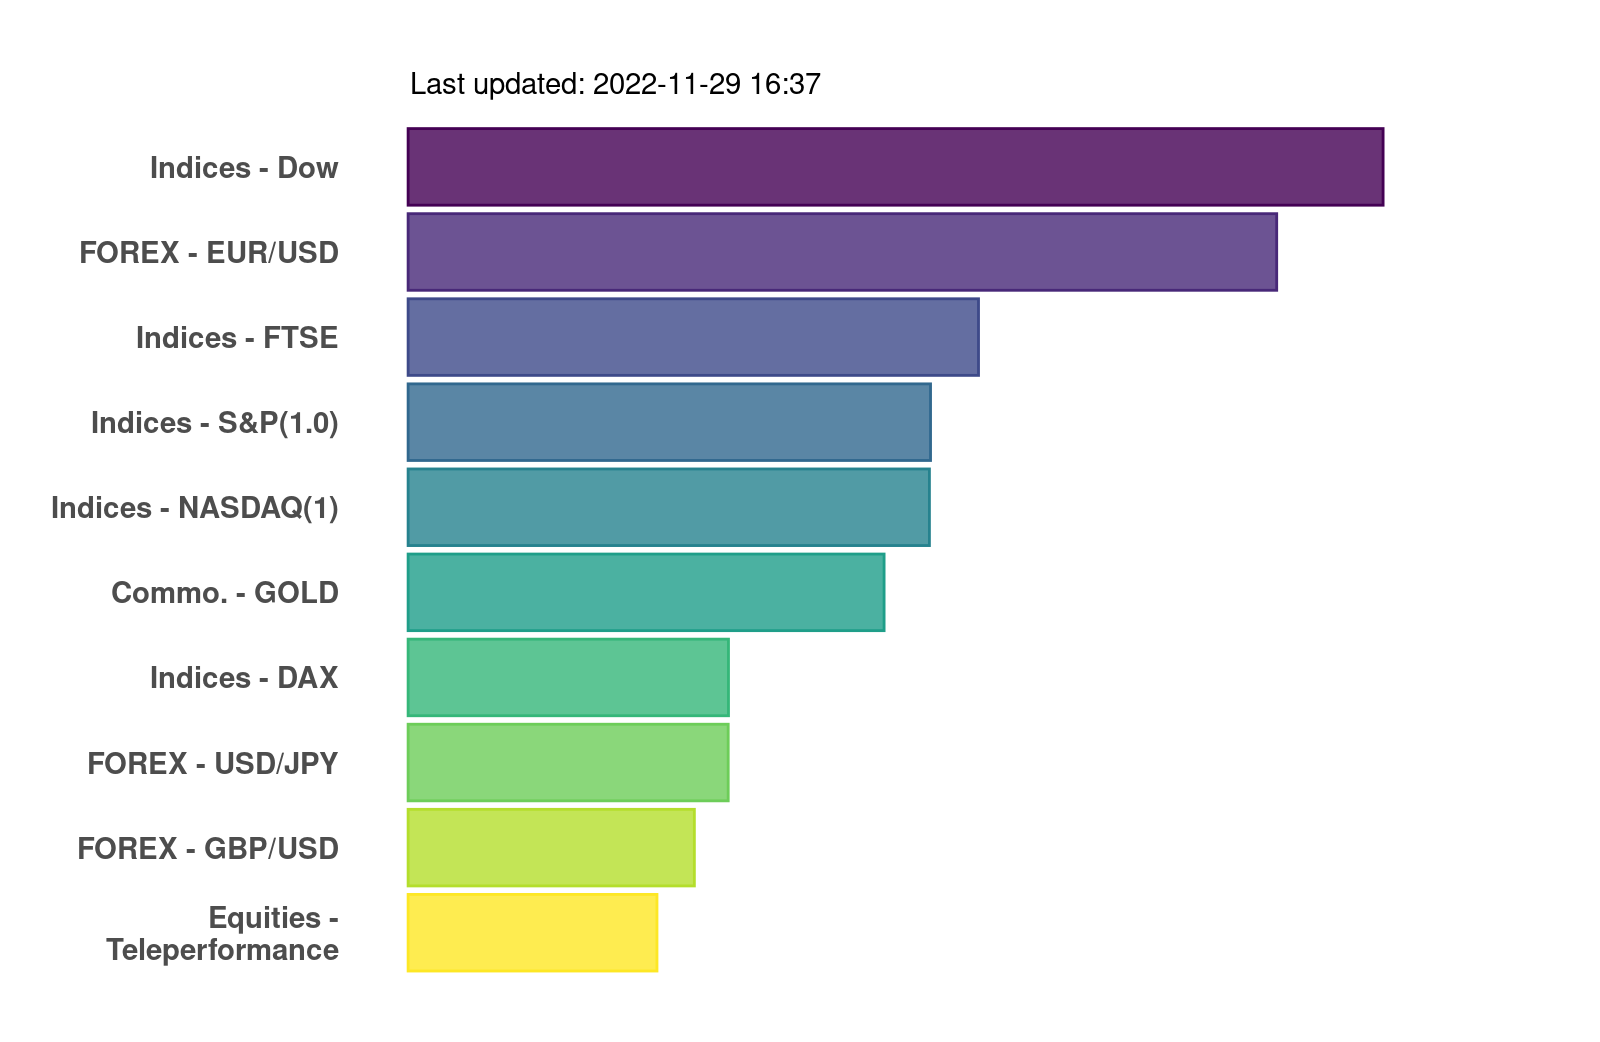 Last updated: 2022-11-29 16:37
Indices - Dow
FOREX - EUR/USD
Indices - FTSE
Indices - S&P(1.0)
Indices - NASDAQ(1)
Commo. - GOLD
Indices - DAX
FOREX - USD/JPY
FOREX - GBP/USD
Equities -
Teleperformance